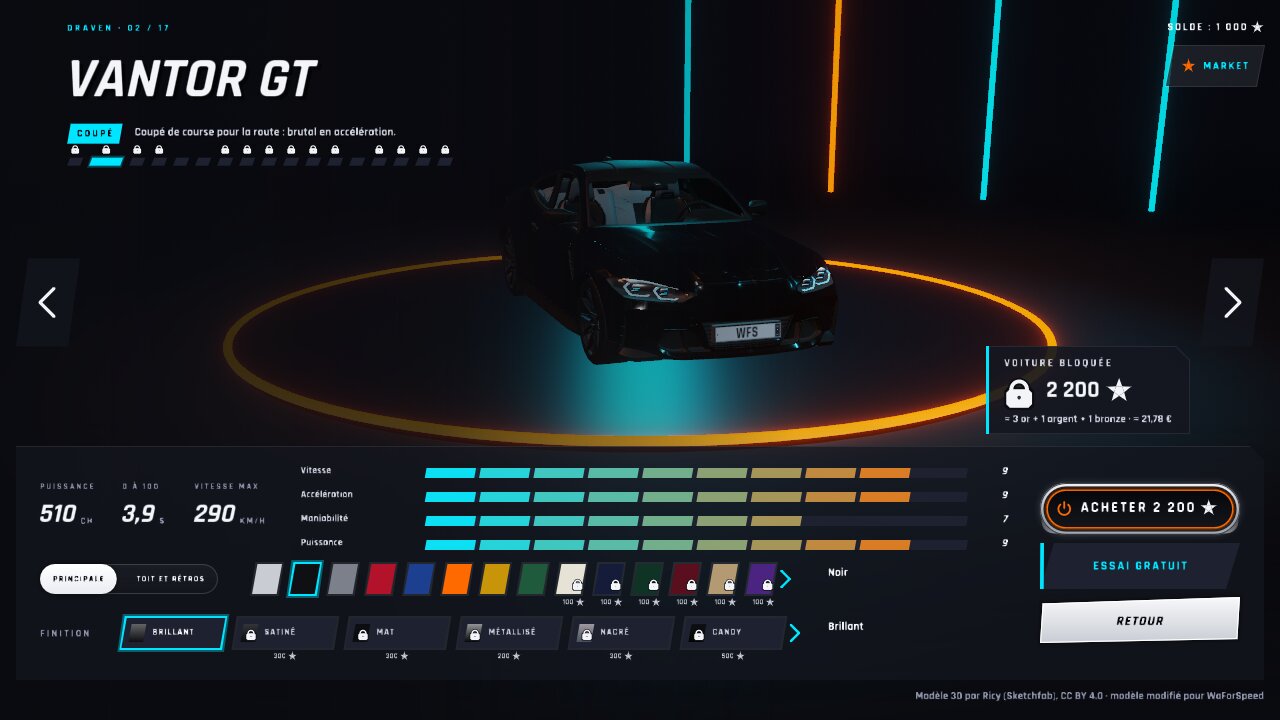 DRAVEN · 02 / 17
SOLDE : 1 000 ★
VANTOR GT
★ MARKET
COUPÉ
Coupé de course pour la route : brutal en accélération.
WFS
VOITURE BLOQUÉE
2 200 ★
≈ 3 or + 1 argent + 1 bronze · ≈ 21,78 €
PUISSANCE
0 À 100
VITESSE MAX
510 CH
3,9 S
290 KM/H
Vitesse 9
Accélération 9
Maniabilité 7
Puissance 9
ACHETER 2 200 ★
ESSAI GRATUIT
RETOUR
PRINCIPALE
TOIT ET RÉTROS
100 ★ 100 ★ 100 ★ 100 ★ 100 ★ 100 ★
Noir
FINITION
BRILLANT
SATINÉ
MAT
MÉTALLISÉ
NACRÉ
CANDY
300 ★ 300 ★ 200 ★ 300 ★ 500 ★
Brillant
Modèle 3D par Ricy (Sketchfab), CC BY 4.0 · modèle modifié pour WaForSpeed